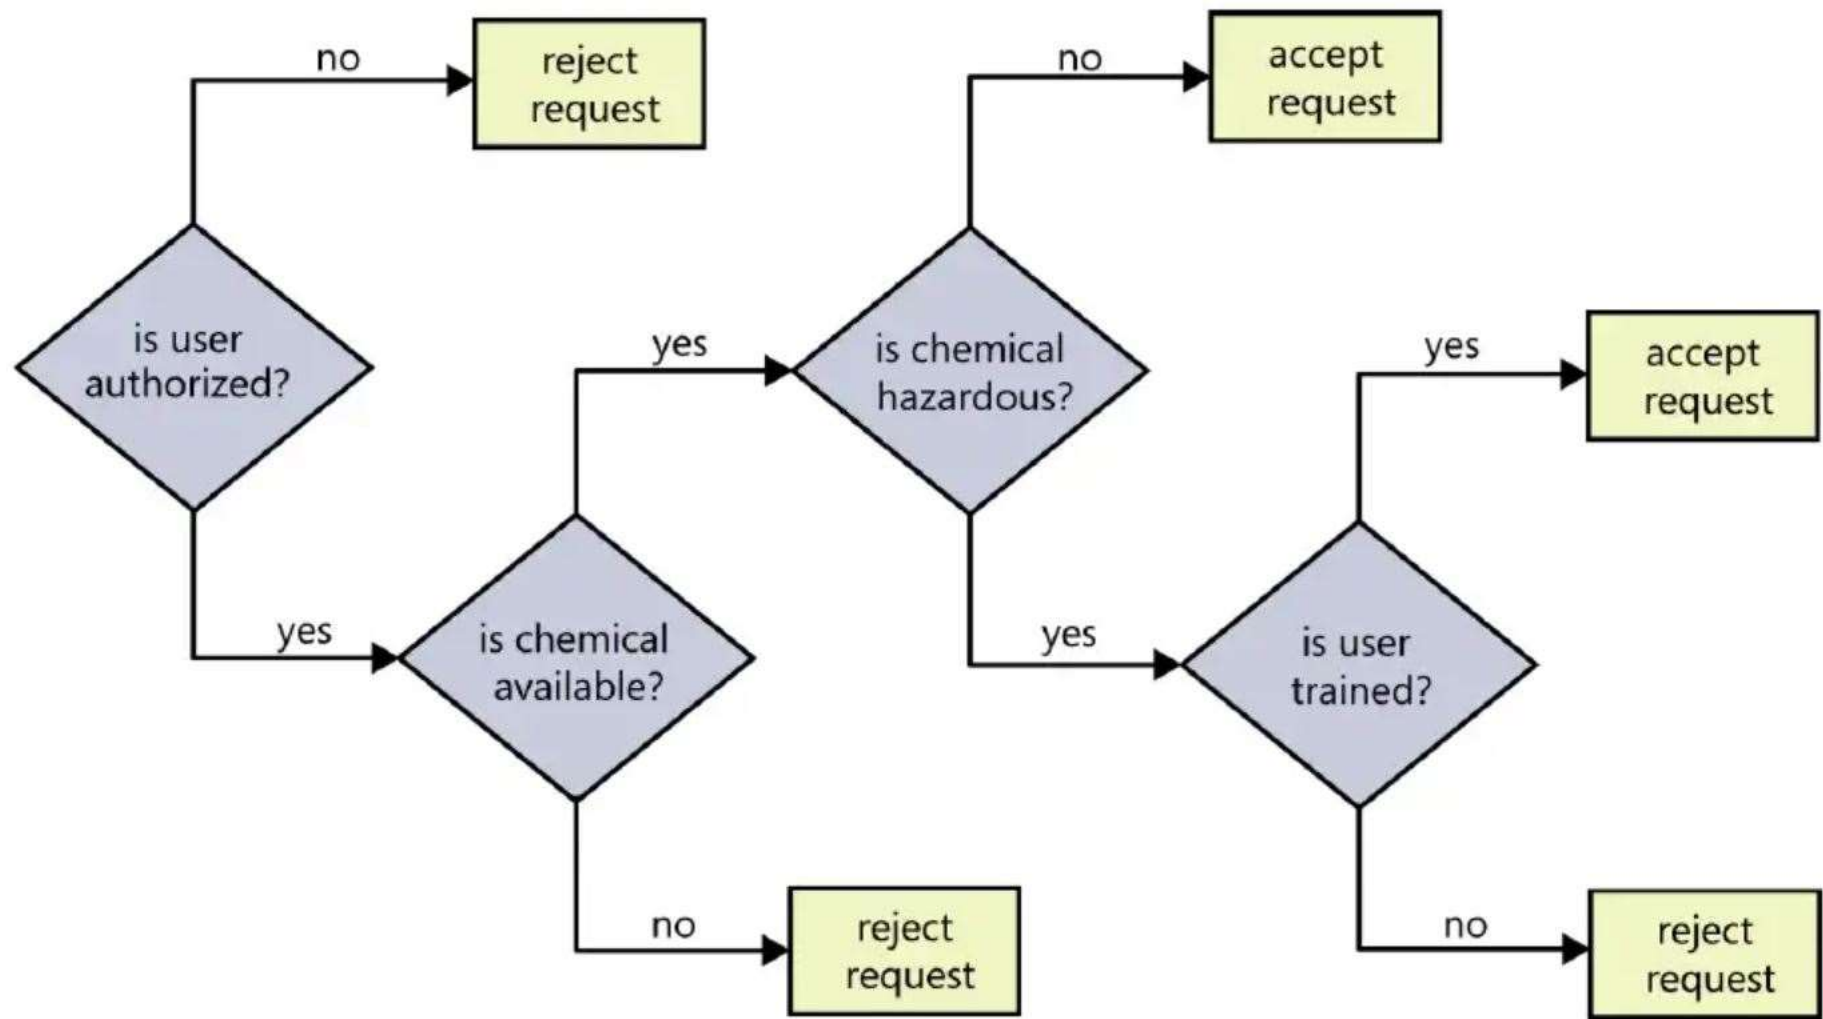 no
reject
request
no
accept
request
is user
authorized?
yes
is chemical
hazardous?
yes
accept
request
yes
is chemical
available?
yes
is user
trained?
no
reject
request
no
reject
request